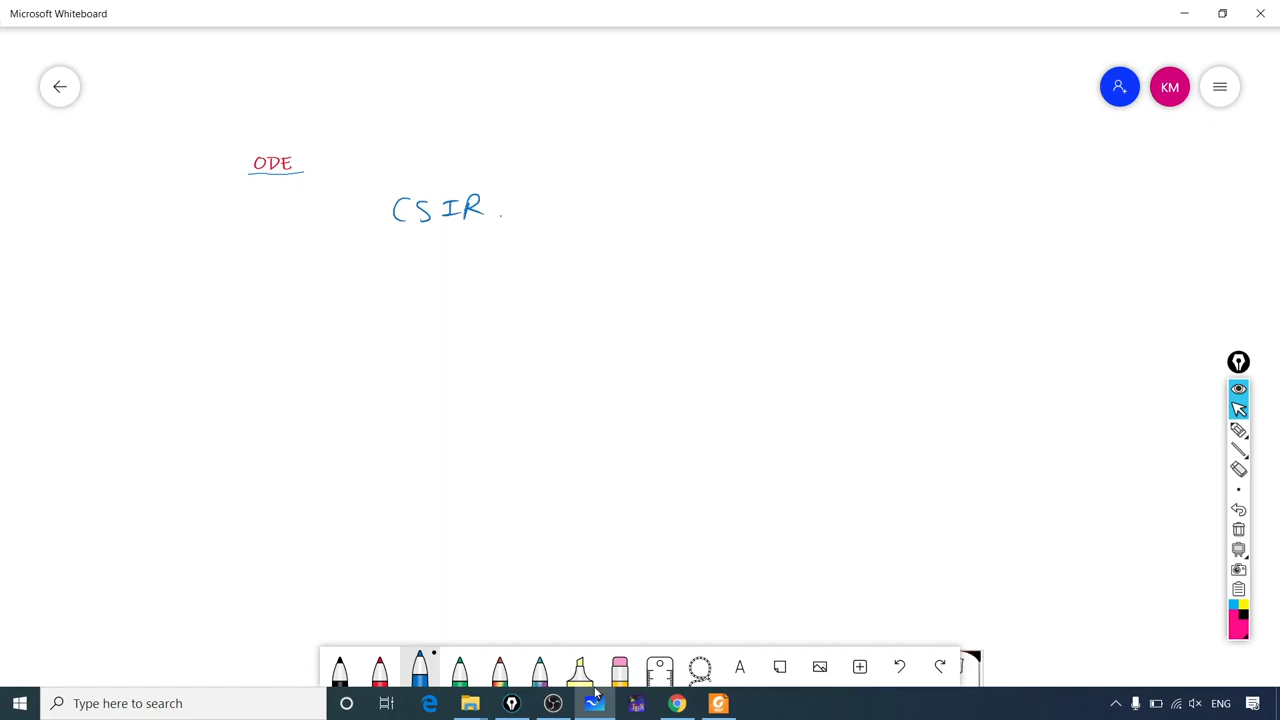 Microsoft Whiteboard
KM
ODE
CSIR.
A
Type here to search
ENG